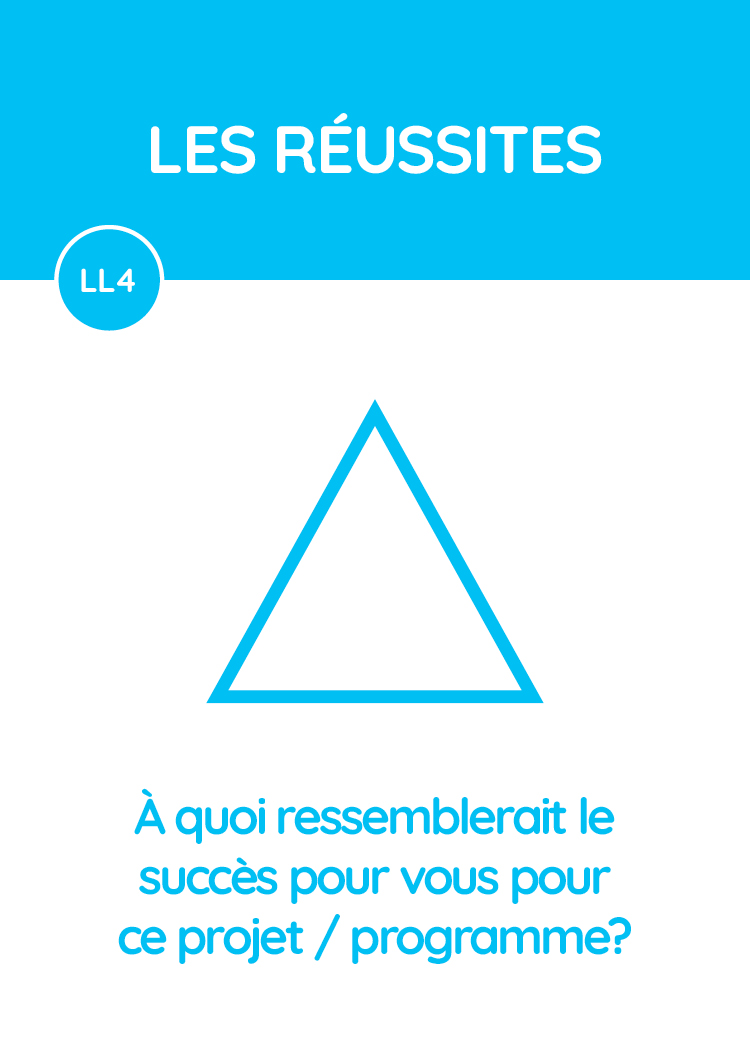 LES RÉUSSITES
LL4
À quoi ressemblerait le
succès pour vous pour
ce projet / programme?